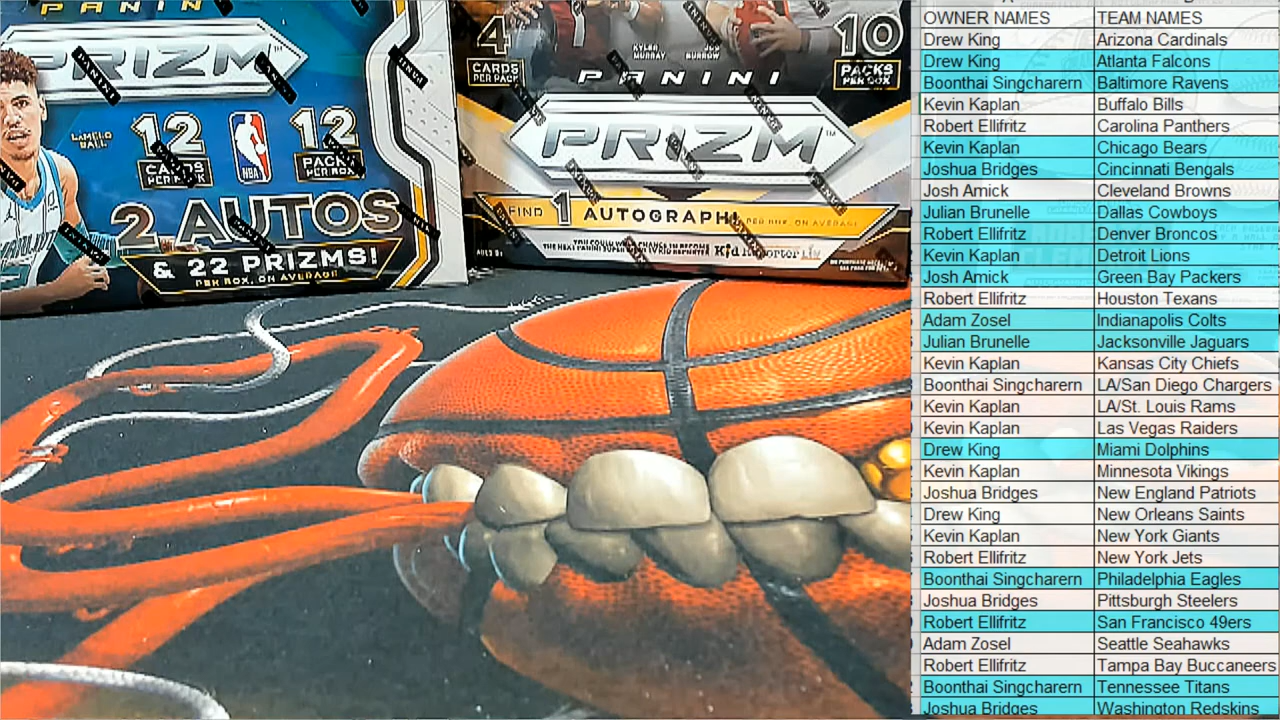 PANINI
PRIZM
LAMELO
BALL
12
CARDS
PER PACK
NBA
12
PACKS
PER BOX
2 AUTOS
& 22 PRIZMS!
PER BOX, ON AVERAGE
4
CARDS
PER PACK
KYLER
MURRAY
JOE
BURROW
10
PACKS
PER BOX
PANINI
PRIZM
FIND 1 AUTOGRAPH! PER BOX, ON AVERAGE
OWNER NAMES TEAM NAMES
Drew King Arizona Cardinals
Drew King Atlanta Falcons
Boonthai Singcharern Baltimore Ravens
Kevin Kaplan Buffalo Bills
Robert Ellifritz Carolina Panthers
Kevin Kaplan Chicago Bears
Joshua Bridges Cincinnati Bengals
Josh Amick Cleveland Browns
Julian Brunelle Dallas Cowboys
Robert Ellifritz Denver Broncos
Kevin Kaplan Detroit Lions
Josh Amick Green Bay Packers
Robert Ellifritz Houston Texans
Adam Zosel Indianapolis Colts
Julian Brunelle Jacksonville Jaguars
Kevin Kaplan Kansas City Chiefs
Boonthai Singcharern LA/San Diego Chargers
Kevin Kaplan LA/St. Louis Rams
Kevin Kaplan Las Vegas Raiders
Drew King Miami Dolphins
Kevin Kaplan Minnesota Vikings
Joshua Bridges New England Patriots
Drew King New Orleans Saints
Kevin Kaplan New York Giants
Robert Ellifritz New York Jets
Boonthai Singcharern Philadelphia Eagles
Joshua Bridges Pittsburgh Steelers
Robert Ellifritz San Francisco 49ers
Adam Zosel Seattle Seahawks
Robert Ellifritz Tampa Bay Buccaneers
Boonthai Singcharern Tennessee Titans
Joshua Bridges Washington Redskins